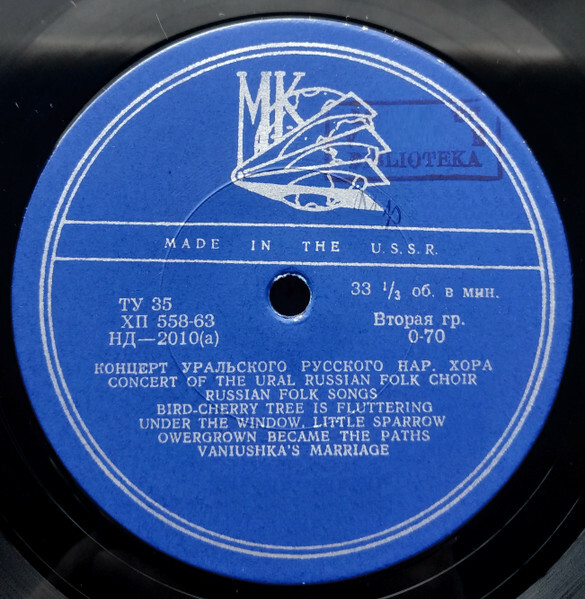 МК
BIBLIOTEKA
MADE IN THE U.S.S.R.
ТУ 35
ХП 558-63
НД—2010(а)
33 1/3 об. в мин.
Вторая гр.
0-70
КОНЦЕРТ УРАЛЬСКОГО РУССКОГО НАР. ХОРА
CONCERT OF THE URAL RUSSIAN FOLK CHOIR
RUSSIAN FOLK SONGS
BIRD-CHERRY TREE IS FLUTTERING
UNDER THE WINDOW, LITTLE SPARROW
OWERGROWN BECAME THE PATHS
VANIUSHKA'S MARRIAGE